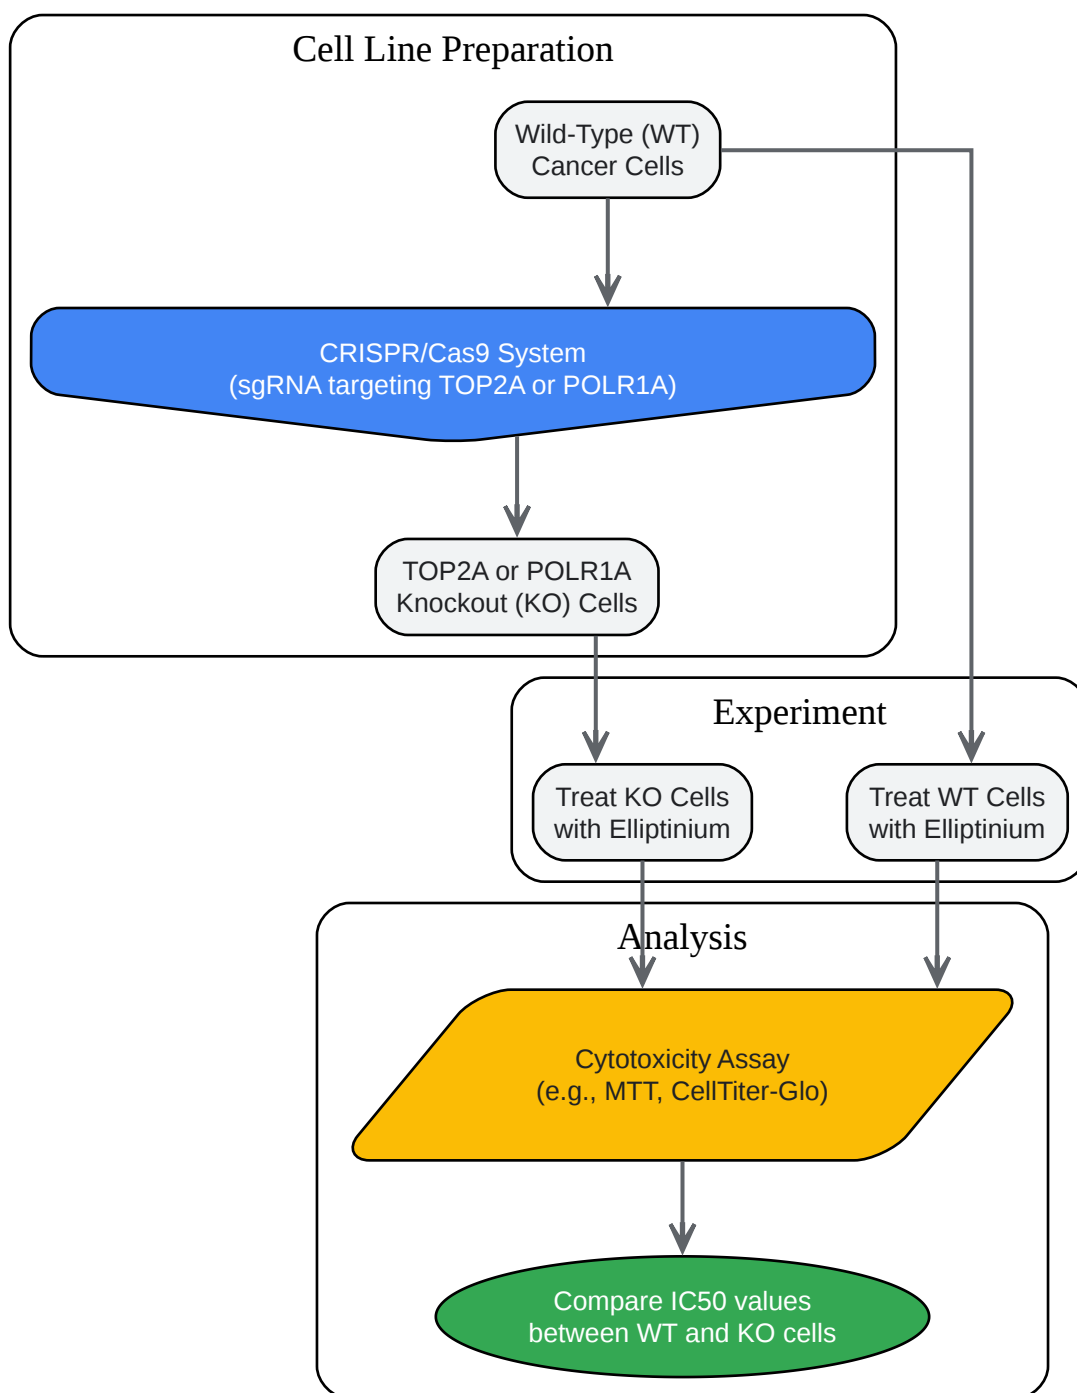 Cell Line Preparation
Wild-Type (WT)
Cancer Cells
CRISPR/Cas9 System
(sgRNA targeting TOP2A or POLR1A)
TOP2A or POLR1A
Knockout (KO) Cells
Experiment
Treat KO Cells
with Elliptinium
Treat WT Cells
with Elliptinium
Analysis
Cytotoxicity Assay
(e.g., MTT, CellTiter-Glo)
Compare IC50 values
between WT and KO cells